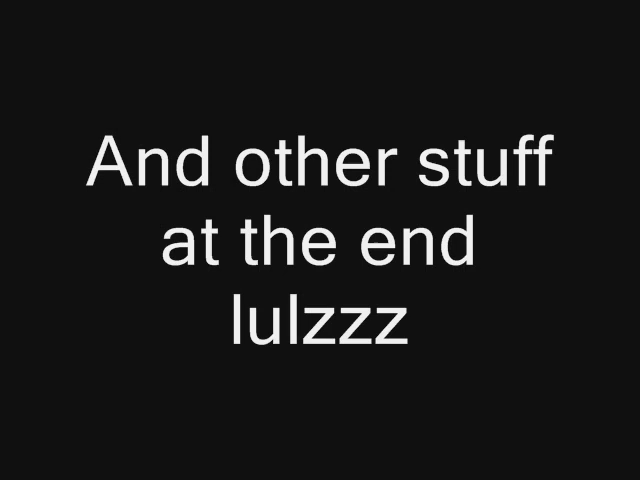 And other stuff
at the end
lulzzz